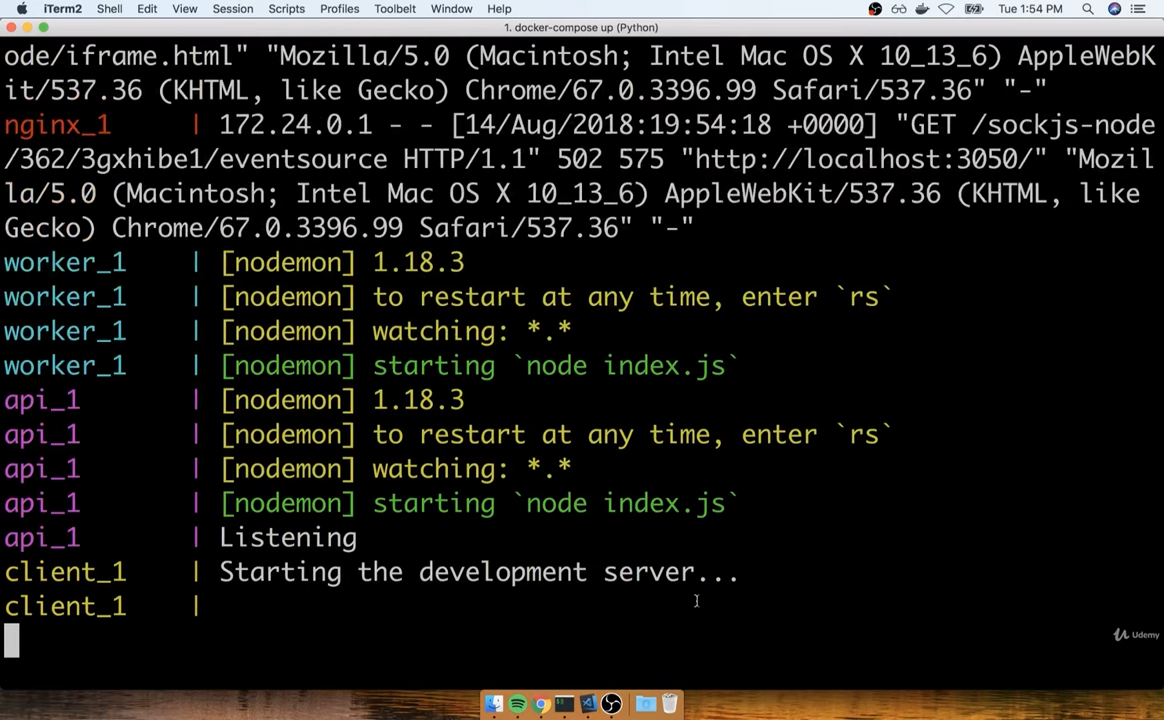 iTerm2 Shell Edit View Session Scripts Profiles Toolbelt Window Help Tue 1:54 PM
1. docker-compose up (Python)
ode/iframe.html" "Mozilla/5.0 (Macintosh; Intel Mac OS X 10_13_6) AppleWebK
it/537.36 (KHTML, like Gecko) Chrome/67.0.3396.99 Safari/537.36" "-"
nginx_1 | 172.24.0.1 - - [14/Aug/2018:19:54:18 +0000] "GET /sockjs-node
/362/3gxhibe1/eventsource HTTP/1.1" 502 575 "http://localhost:3050/" "Mozil
la/5.0 (Macintosh; Intel Mac OS X 10_13_6) AppleWebKit/537.36 (KHTML, like
Gecko) Chrome/67.0.3396.99 Safari/537.36" "-"
worker_1 | [nodemon] 1.18.3
worker_1 | [nodemon] to restart at any time, enter `rs`
worker_1 | [nodemon] watching: *.*
worker_1 | [nodemon] starting `node index.js`
api_1 | [nodemon] 1.18.3
api_1 | [nodemon] to restart at any time, enter `rs`
api_1 | [nodemon] watching: *.*
api_1 | [nodemon] starting `node index.js`
api_1 | Listening
client_1 | Starting the development server...
client_1 |
Udemy